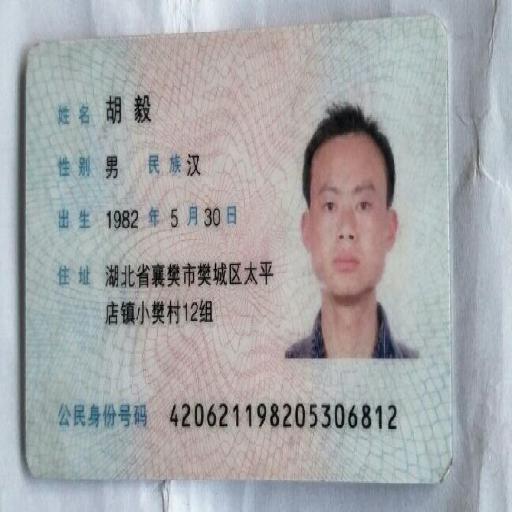 姓名 胡毅
性别 男 民族 汉
出生 1982 年 5 月 30 日
住址 湖北省襄樊市樊城区太平
店镇小樊村12组
公民身份号码 420621198205306812